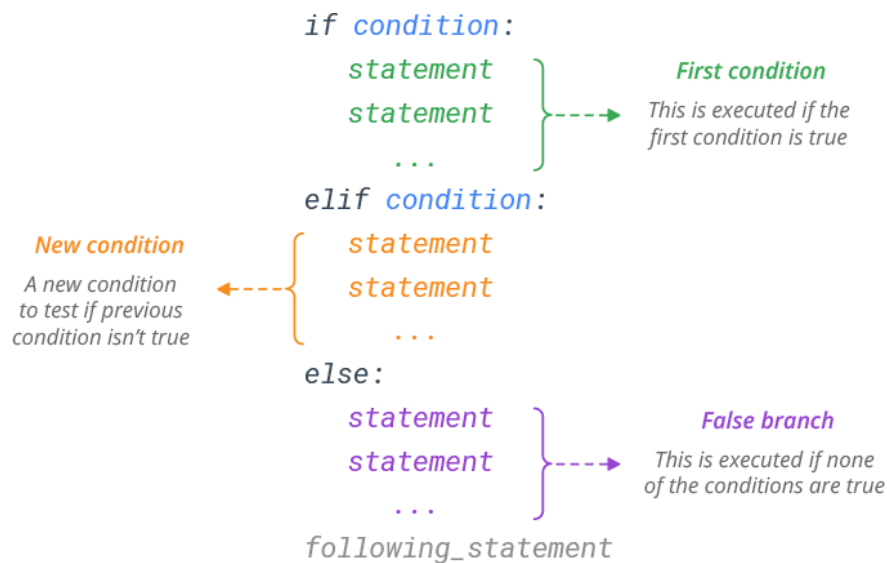 if condition:
statement
statement
...
First condition
This is executed if the
first condition is true
elif condition:
statement
statement
...
New condition
A new condition
to test if previous
condition isn’t true
else:
statement
statement
...
False branch
This is executed if none
of the conditions are true
following_statement